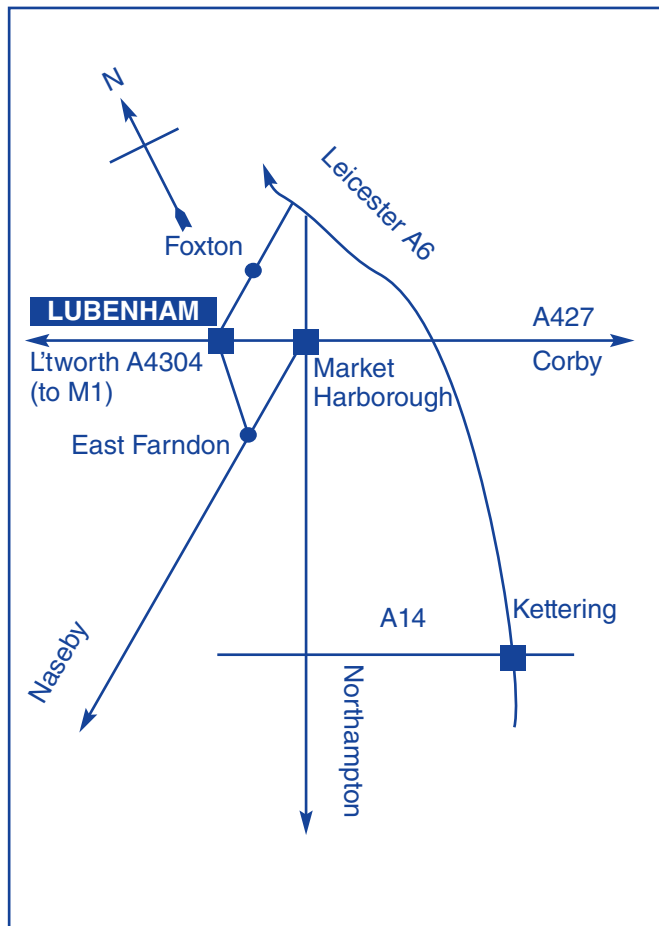 N
Leicester A6
Foxton
LUBENHAM
A427
L'tworth A4304
(to M1)
Market
Harborough
Corby
East Farndon
Kettering
A14
Naseby
Northampton